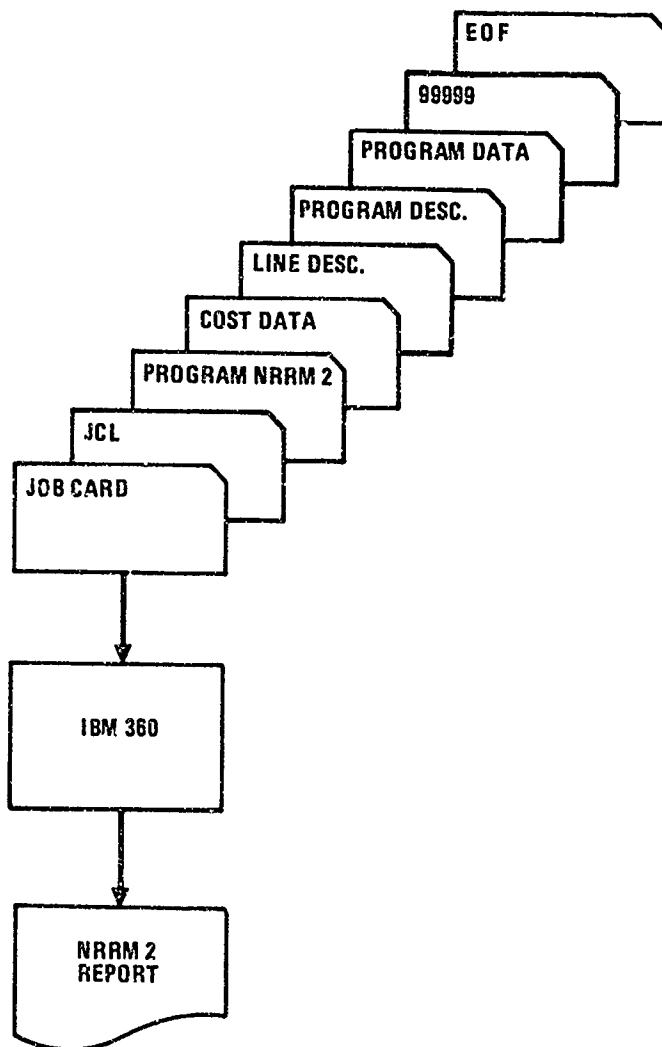 EOF
99999
PROGRAM DATA
PROGRAM DESC.
LINE DESC.
COST DATA
PROGRAM NRRM 2
JCL
JOB CARD
IBM 360
NRRM 2
REPORT